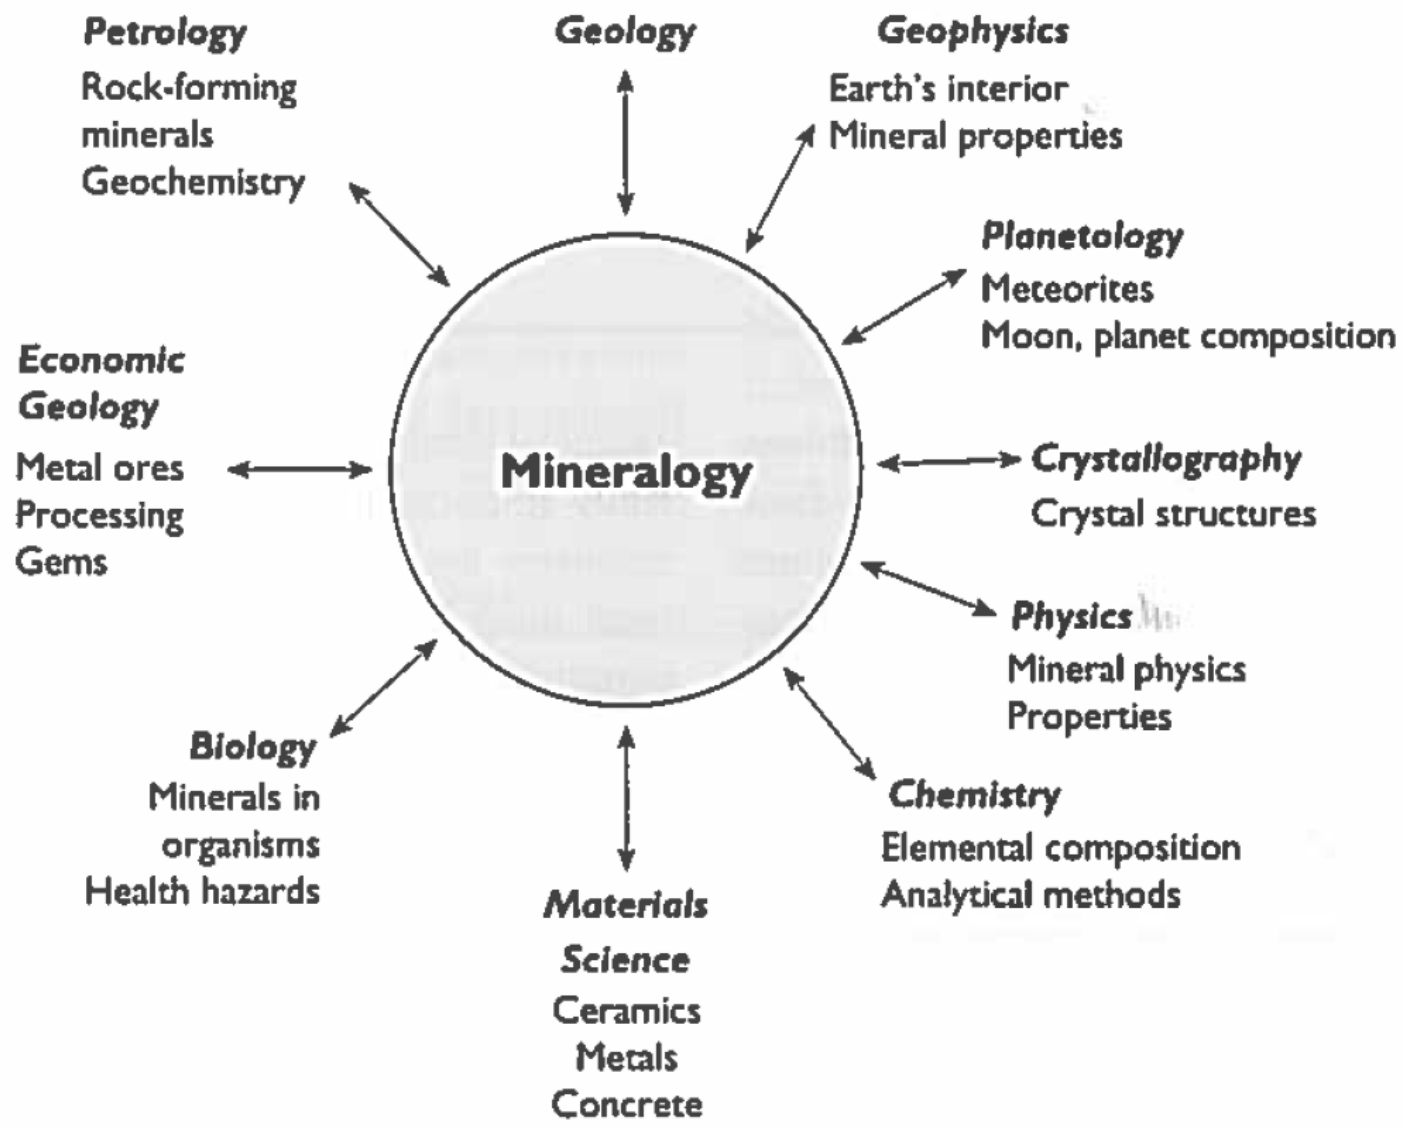 Petrology
Rock-forming
minerals
Geochemistry
Geology
Geophysics
Earth's interior
Mineral properties
Planetology
Meteorites
Moon, planet composition
Economic
Geology
Metal ores
Processing
Gems
Mineralogy
Crystallography
Crystal structures
Physics
Mineral physics
Properties
Biology
Minerals in
organisms
Health hazards
Chemistry
Elemental composition
Analytical methods
Materials
Science
Ceramics
Metals
Concrete